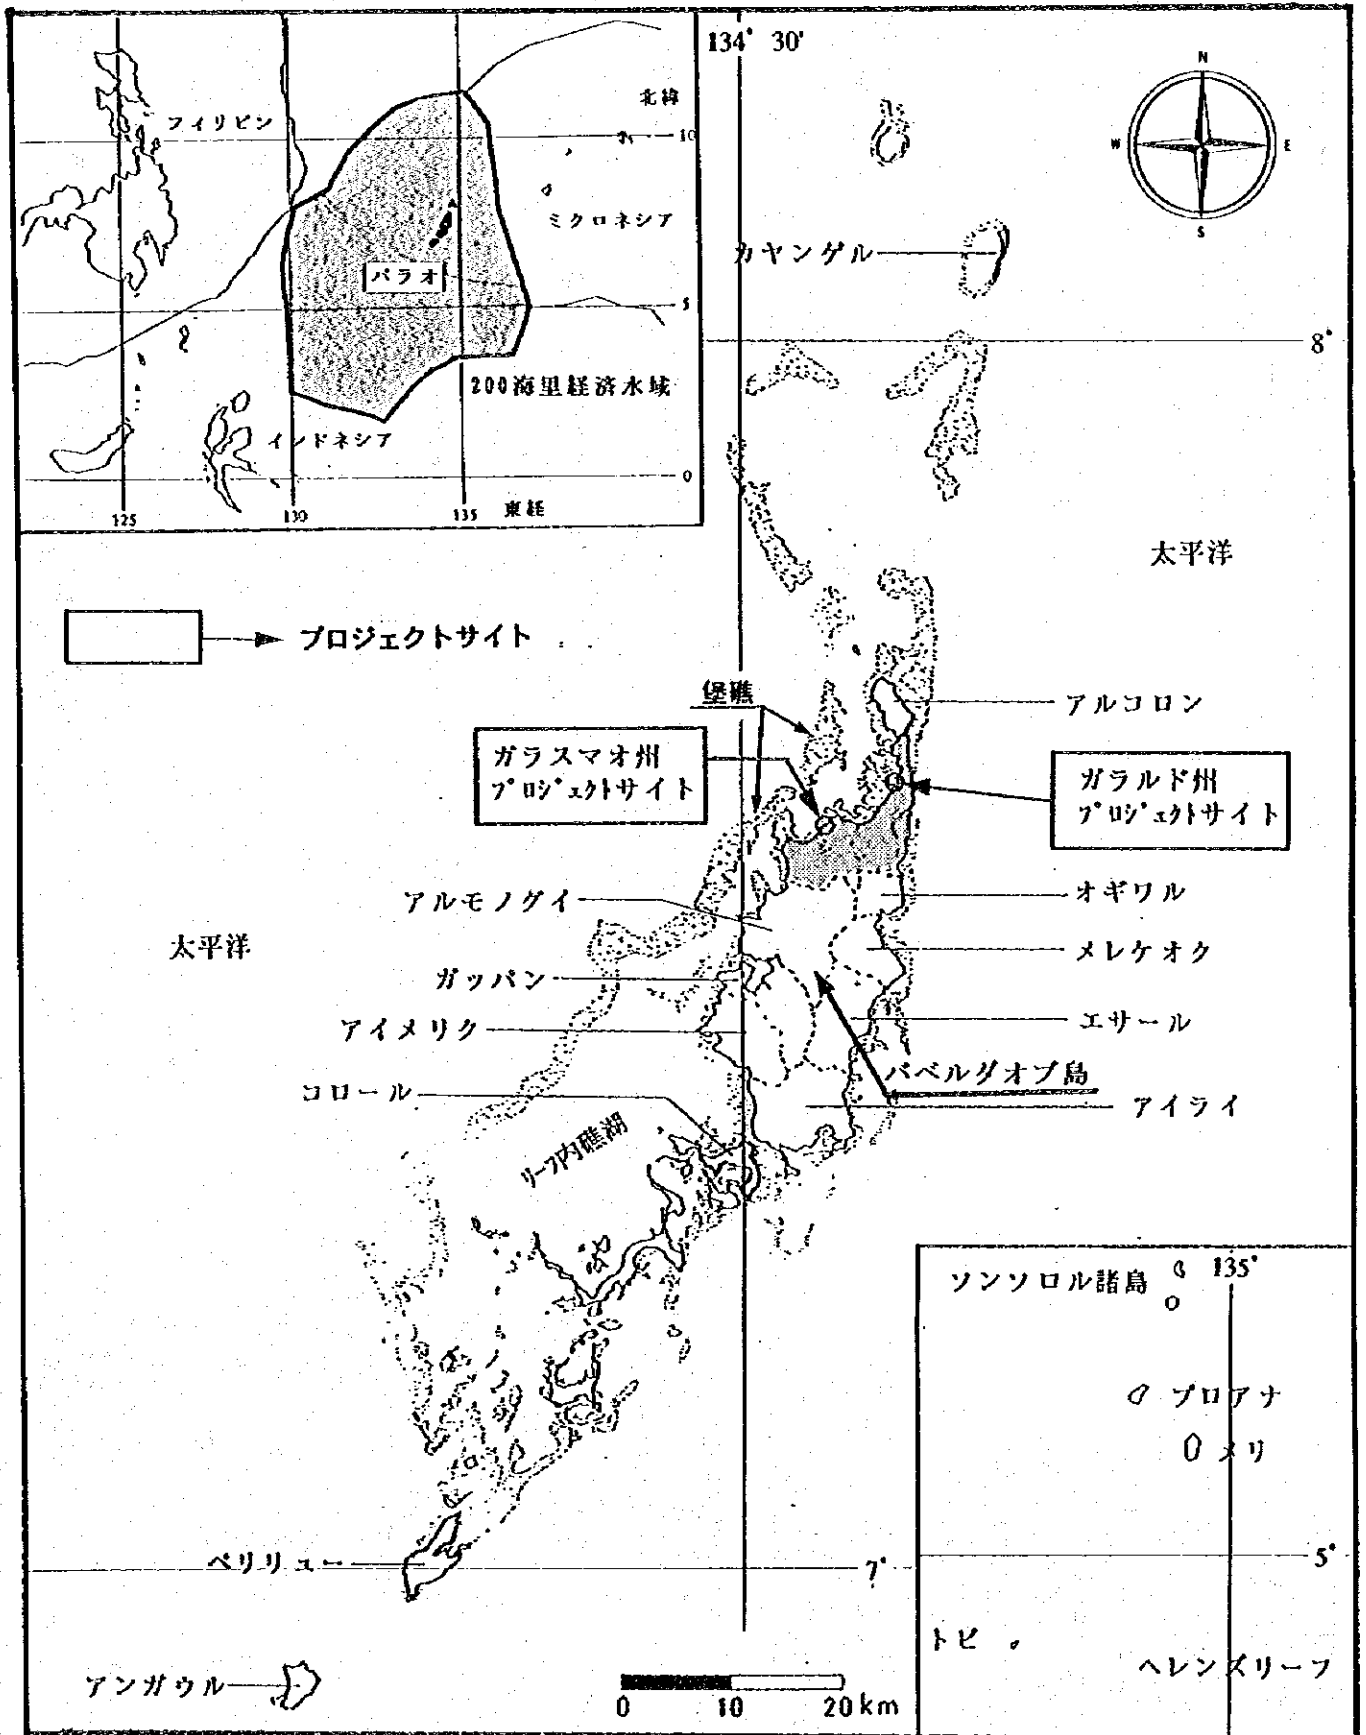 北緯
フィリピン
10
ミクロネシア
パラオ
5
200海里経済水域
インドネシア
0
125
130
135
東経
134° 30'
N
W
E
S
カヤンゲル
8°
太平洋
プロジェクトサイト
堡礁
アルコロン
ガラスマオ州
プロジェクトサイト
ガラルド州
プロジェクトサイト
アルモノグイ
オギワル
太平洋
メレケオク
ガッパン
アイメリク
エサール
コロール
バベルダオブ島
アイライ
リーフ内礁湖
ソンソロル諸島
135°
プロアナ
メリ
ペリリュー
7°
5°
トビ
ヘレンズリーフ
アンガウル
0
10
20 km